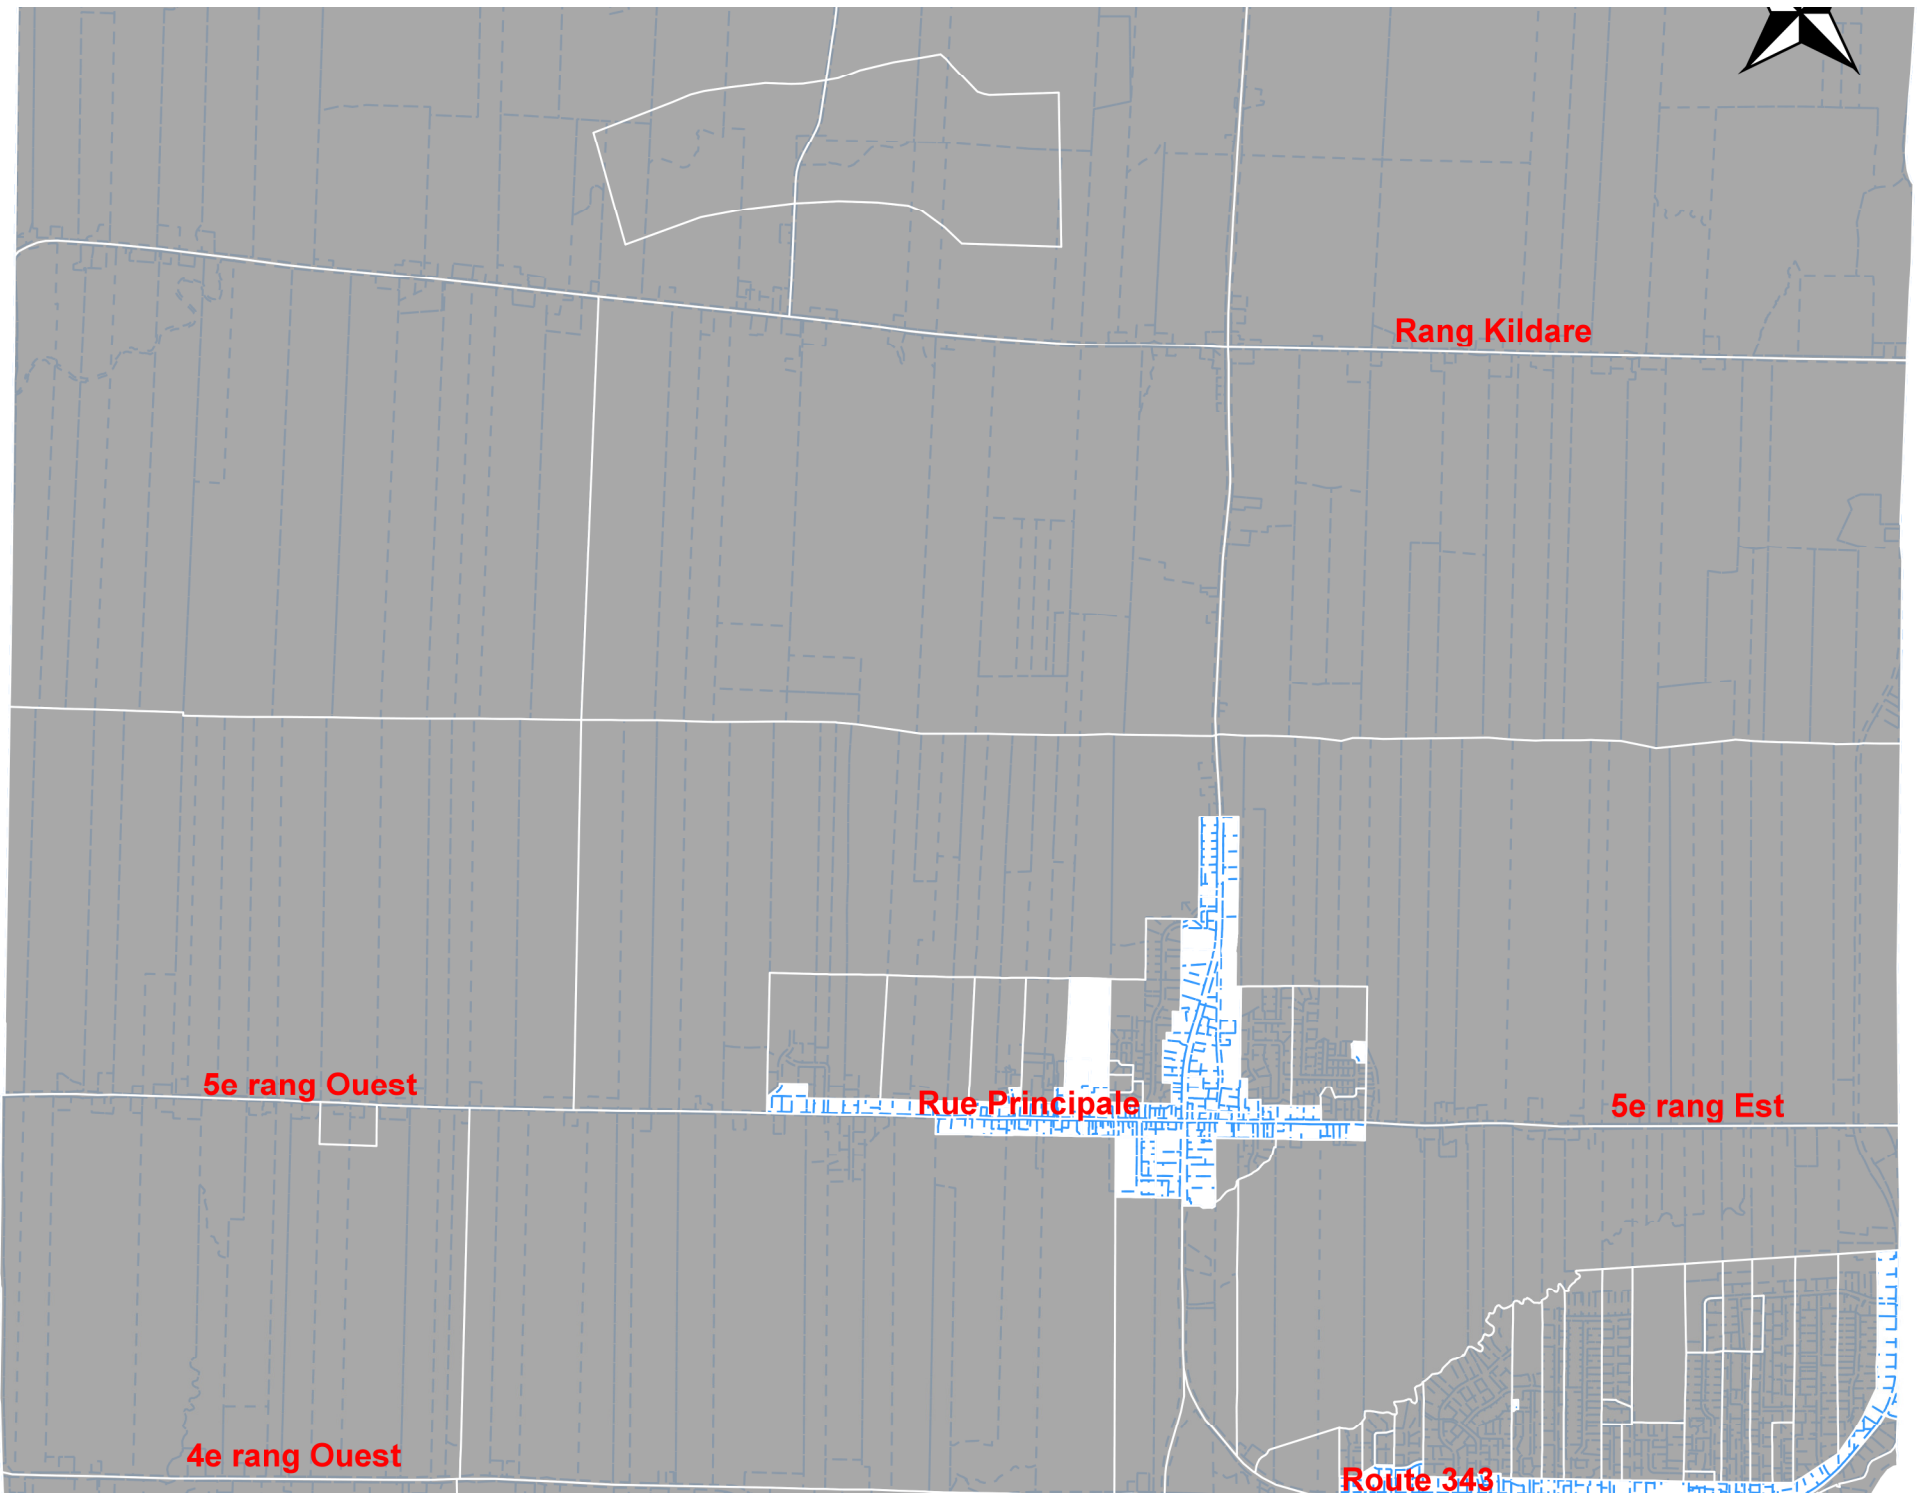 Rang Kildare
5e rang Ouest
Rue Principale
5e rang Est
4e rang Ouest
Route 343